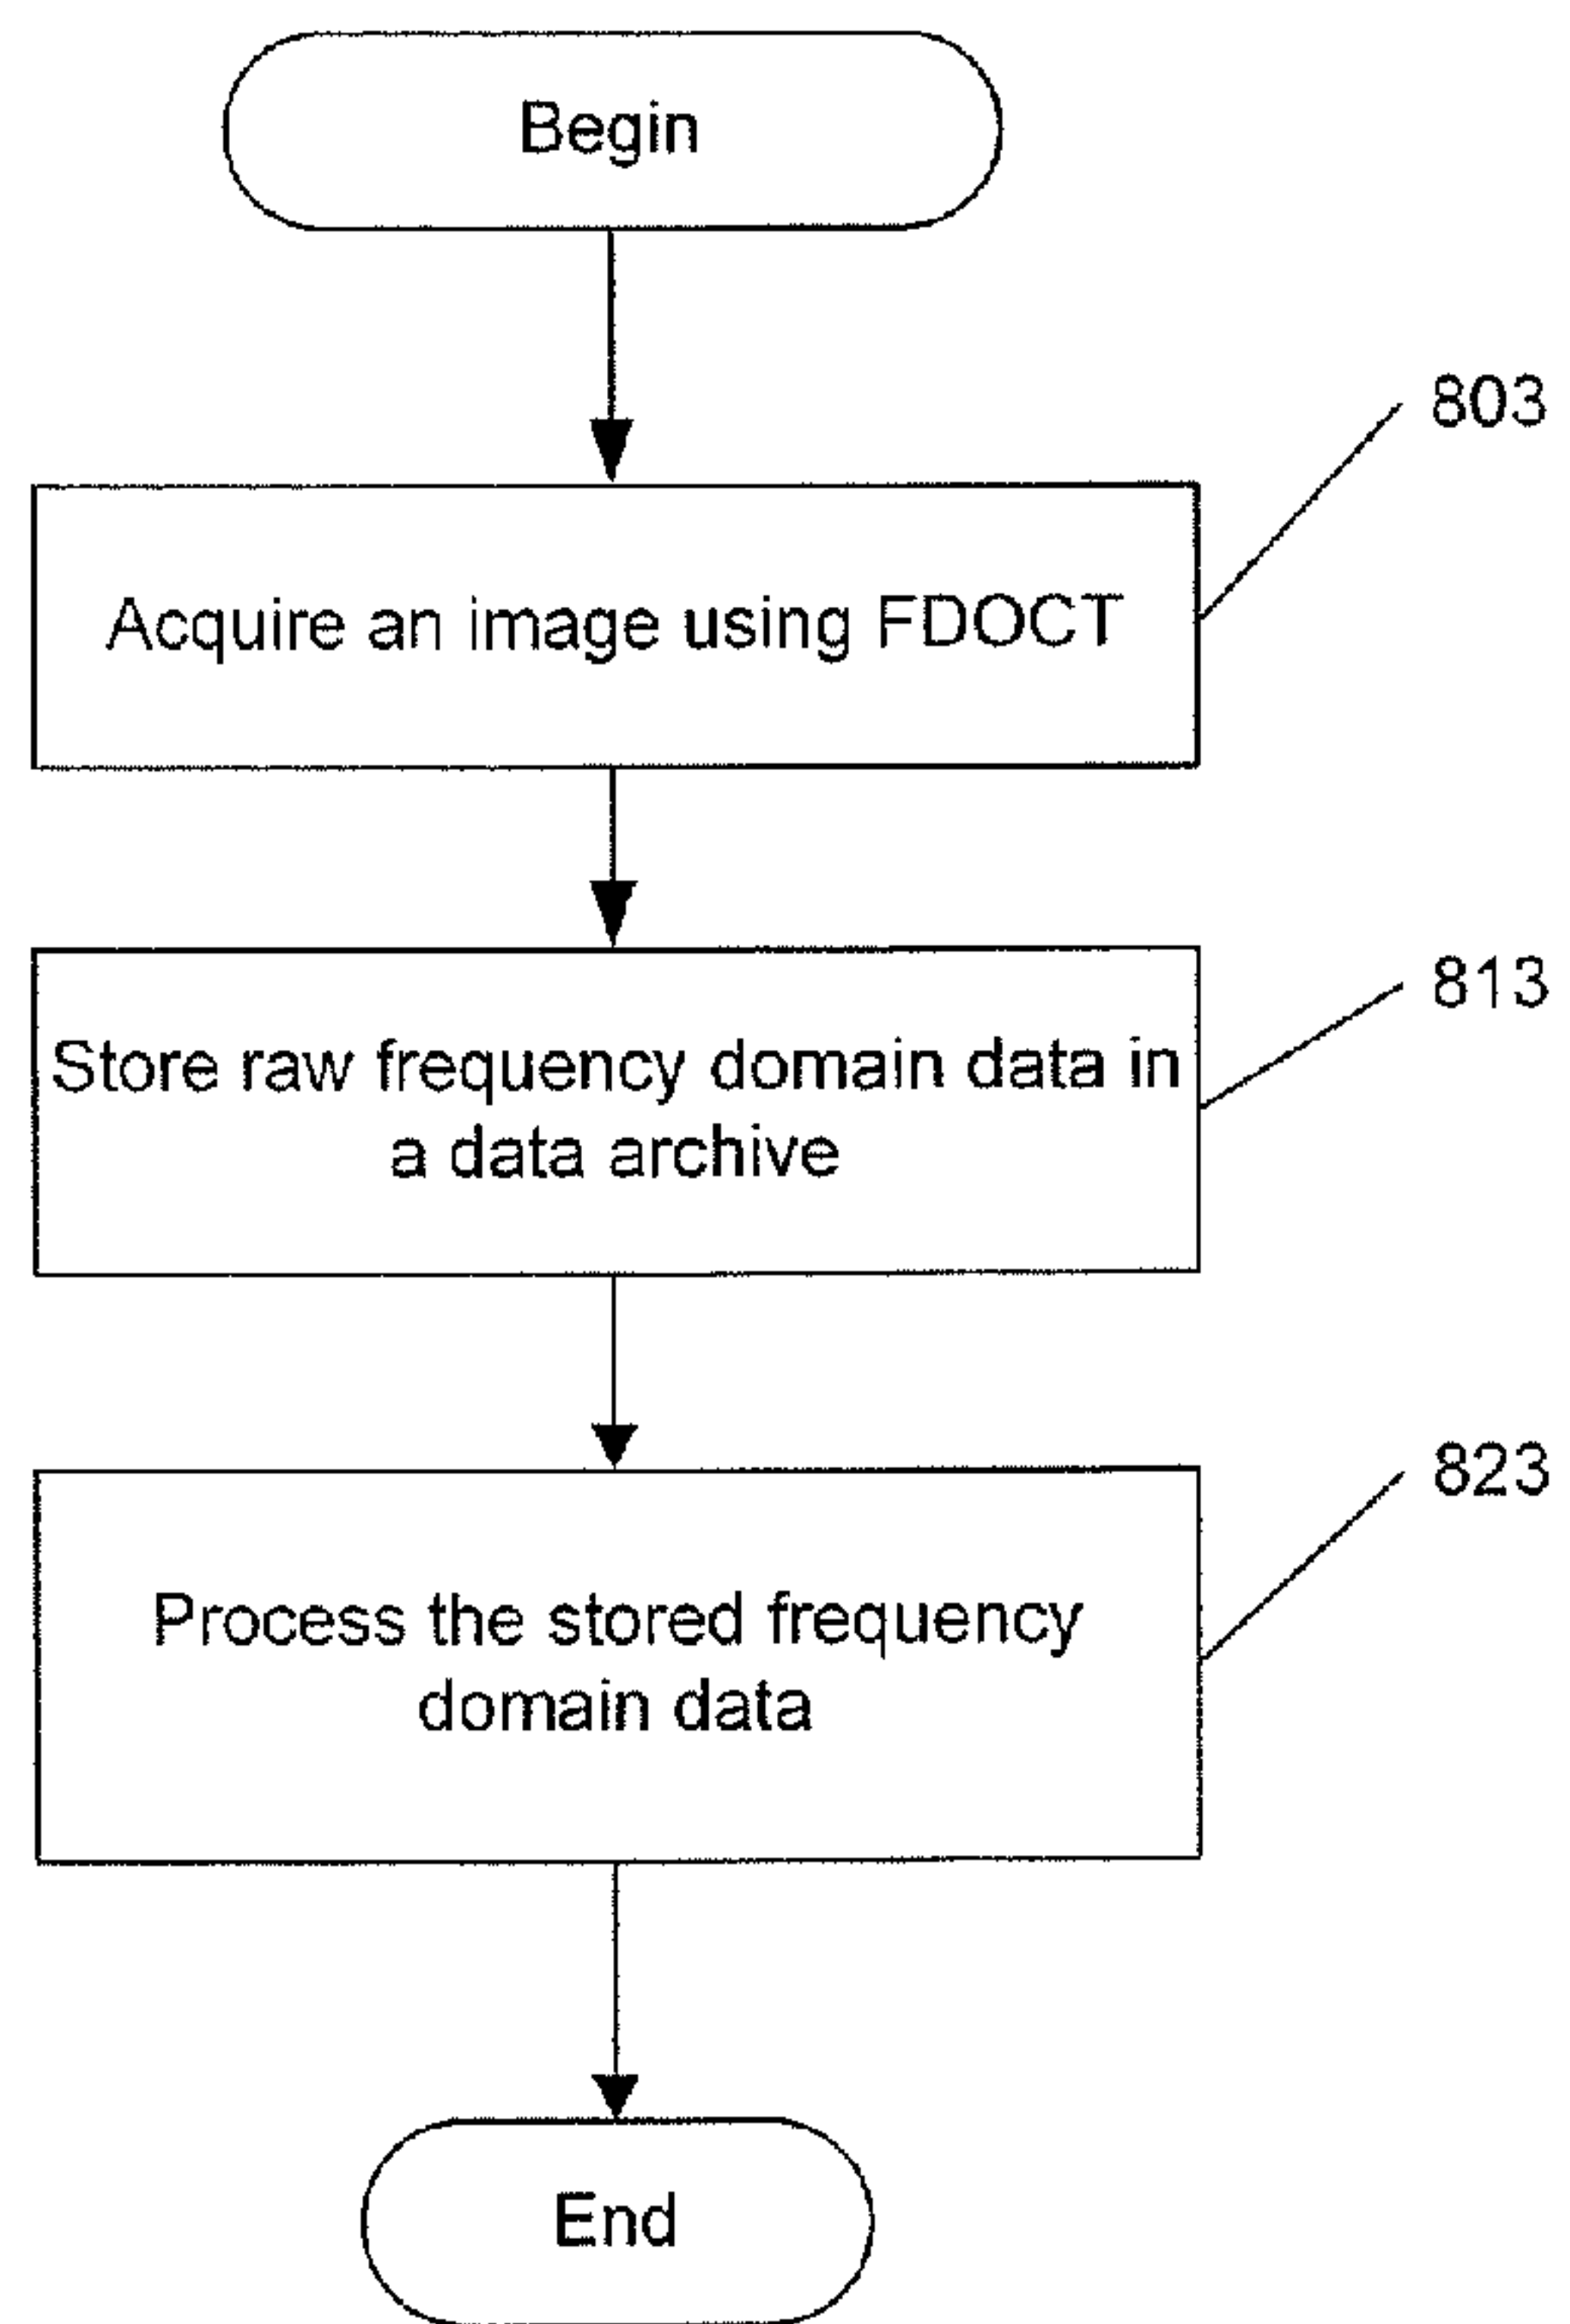 Begin
803
Acquire an image using FDOCT
813
Store raw frequency domain data in
a data archive
823
Process the stored frequency
domain data
End